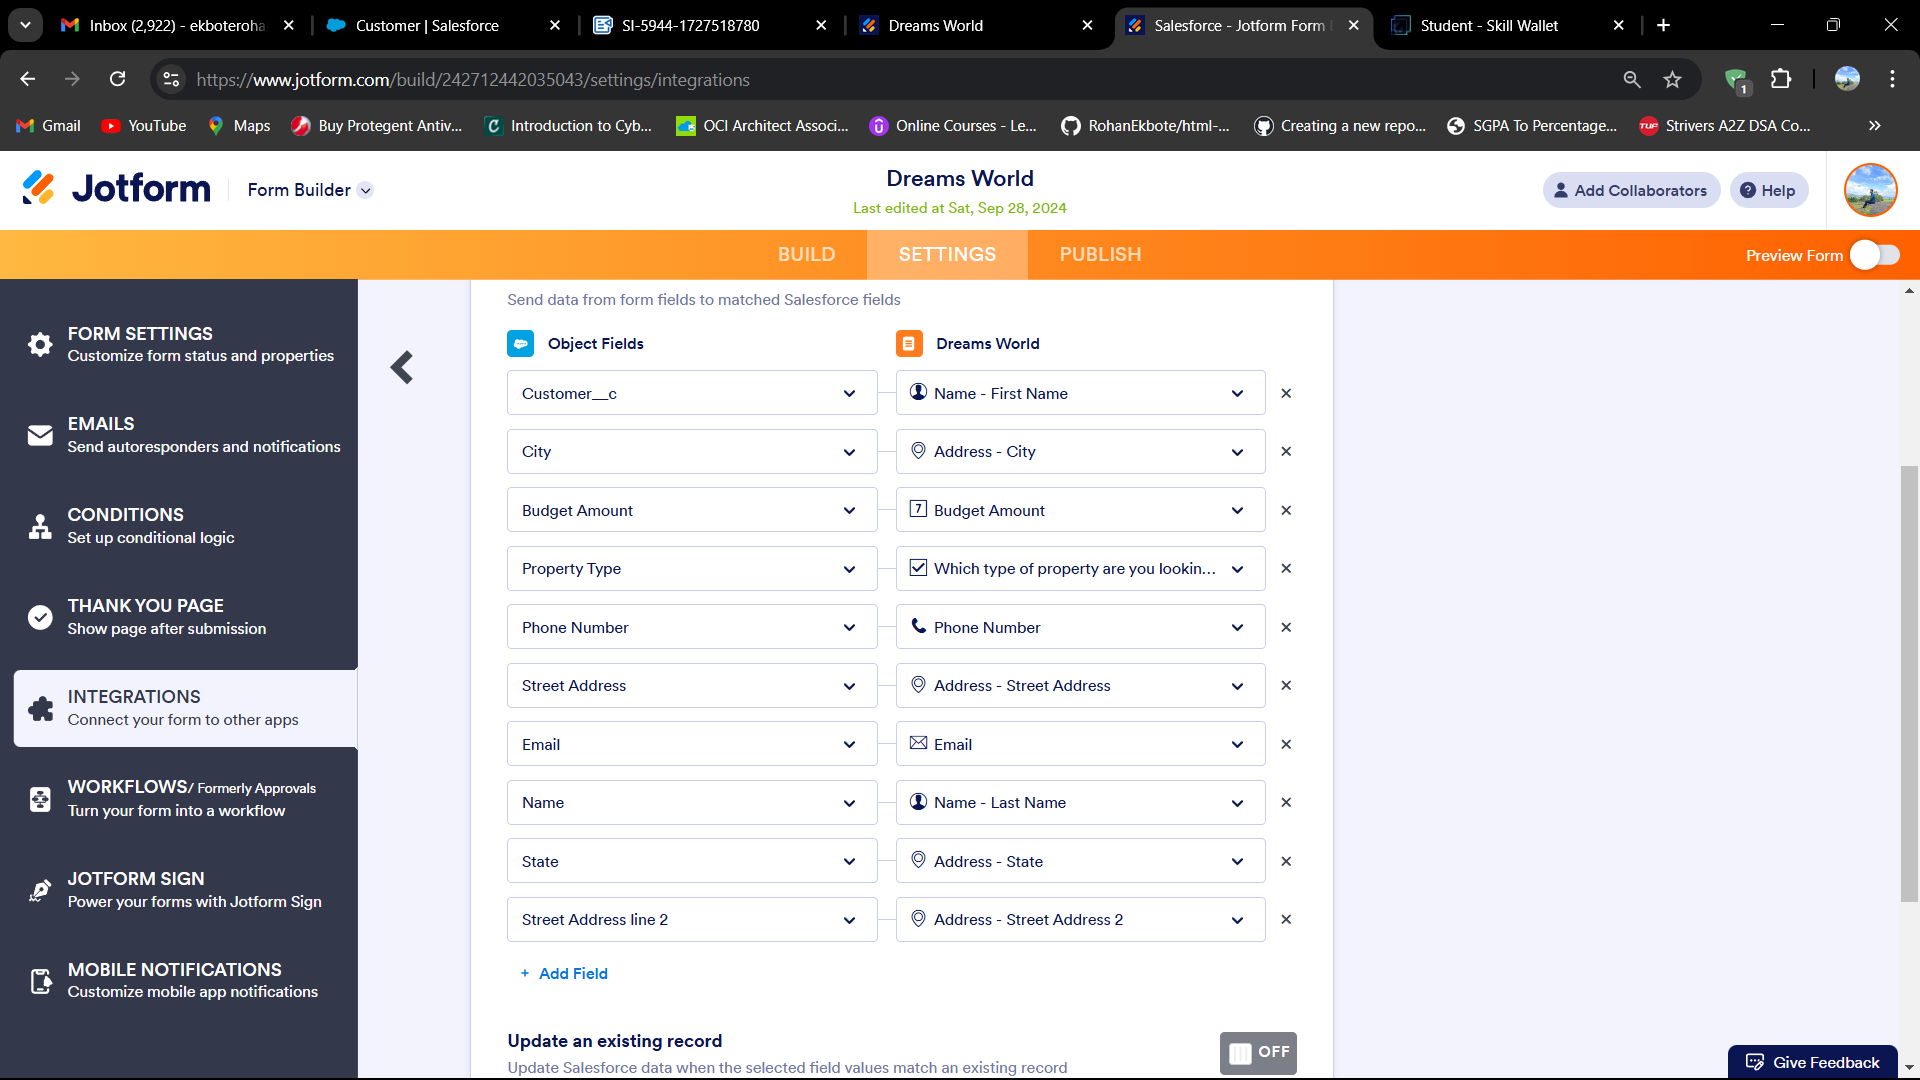 Inbox (2,922) - ekboteroha
Customer | Salesforce
SI-5944-1727518780
Dreams World
Salesforce - Jotform Form
Student - Skill Wallet
https://www.jotform.com/build/242712442035043/settings/integrations
1
Gmail
YouTube
Maps
Buy Protegent Antiv...
Introduction to Cyb...
OCI Architect Associ...
Online Courses - Le...
RohanEkbote/html-...
Creating a new repo...
SGPA To Percentage...
TUF
Strivers A2Z DSA Co...
Jotform
Form Builder
Dreams World
Last edited at Sat, Sep 28, 2024
Add Collaborators
Help
BUILD
SETTINGS
PUBLISH
Preview Form
FORM SETTINGS
Customize form status and properties
EMAILS
Send autoresponders and notifications
CONDITIONS
Set up conditional logic
THANK YOU PAGE
Show page after submission
INTEGRATIONS
Connect your form to other apps
WORKFLOWS/ Formerly Approvals
Turn your form into a workflow
JOTFORM SIGN
Power your forms with Jotform Sign
MOBILE NOTIFICATIONS
Customize mobile app notifications
Send data from form fields to matched Salesforce fields
Object Fields
Dreams World
Customer__c
Name - First Name
City
Address - City
Budget Amount
7 Budget Amount
Property Type
Which type of property are you lookin...
Phone Number
Phone Number
Street Address
Address - Street Address
Email
Email
Name
Name - Last Name
State
Address - State
Street Address line 2
Address - Street Address 2
+ Add Field
Update an existing record
Update Salesforce data when the selected field values match an existing record
OFF
Give Feedback